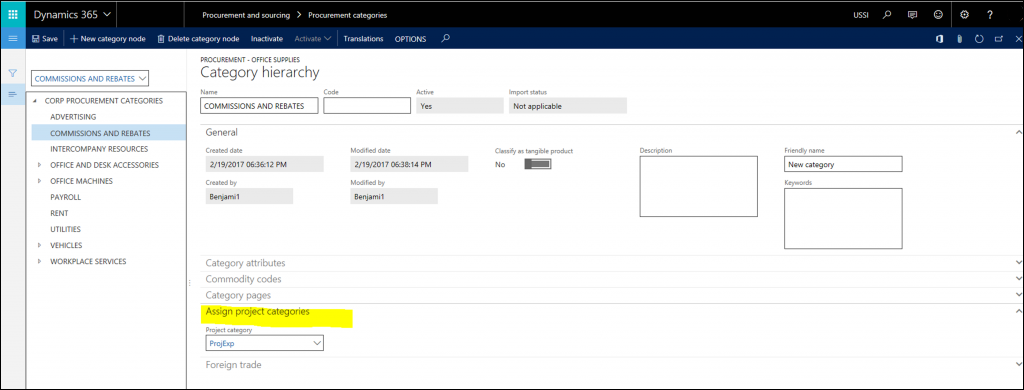 Dynamics 365
Procurement and sourcing > Procurement categories
USSI
?
Save
+ New category node
Delete category node
Inactivate
Activate
Translations
OPTIONS
COMMISSIONS AND REBATES
CORP PROCUREMENT CATEGORIES
ADVERTISING
COMMISSIONS AND REBATES
INTERCOMPANY RESOURCES
OFFICE AND DESK ACCESSORIES
OFFICE MACHINES
PAYROLL
RENT
UTILITIES
VEHICLES
WORKPLACE SERVICES
PROCUREMENT - OFFICE SUPPLIES
Category hierarchy
Name
COMMISSIONS AND REBATES
Code
Active
Yes
Import status
Not applicable
General
Created date
2/19/2017 06:36:12 PM
Created by
Benjami1
Modified date
2/19/2017 06:38:14 PM
Modified by
Benjami1
Classify as tangible product
No
Description
Friendly name
New category
Keywords
Category attributes
Commodity codes
Category pages
Assign project categories
Project category
ProjExp
Foreign trade